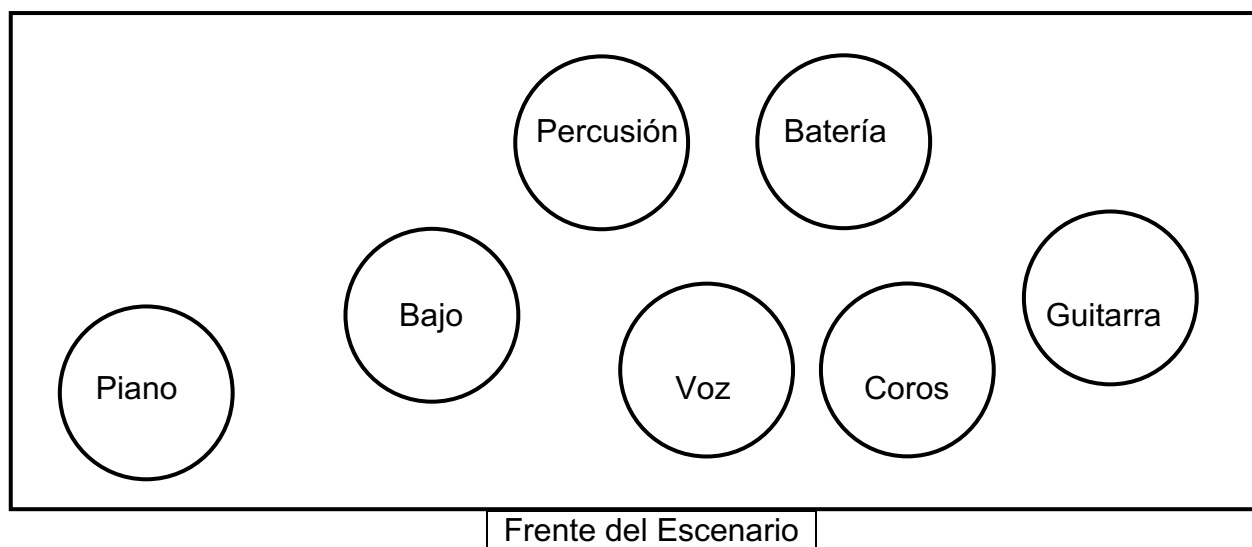 Percusión
Batería
Bajo
Guitarra
Piano
Voz
Coros
Frente del Escenario